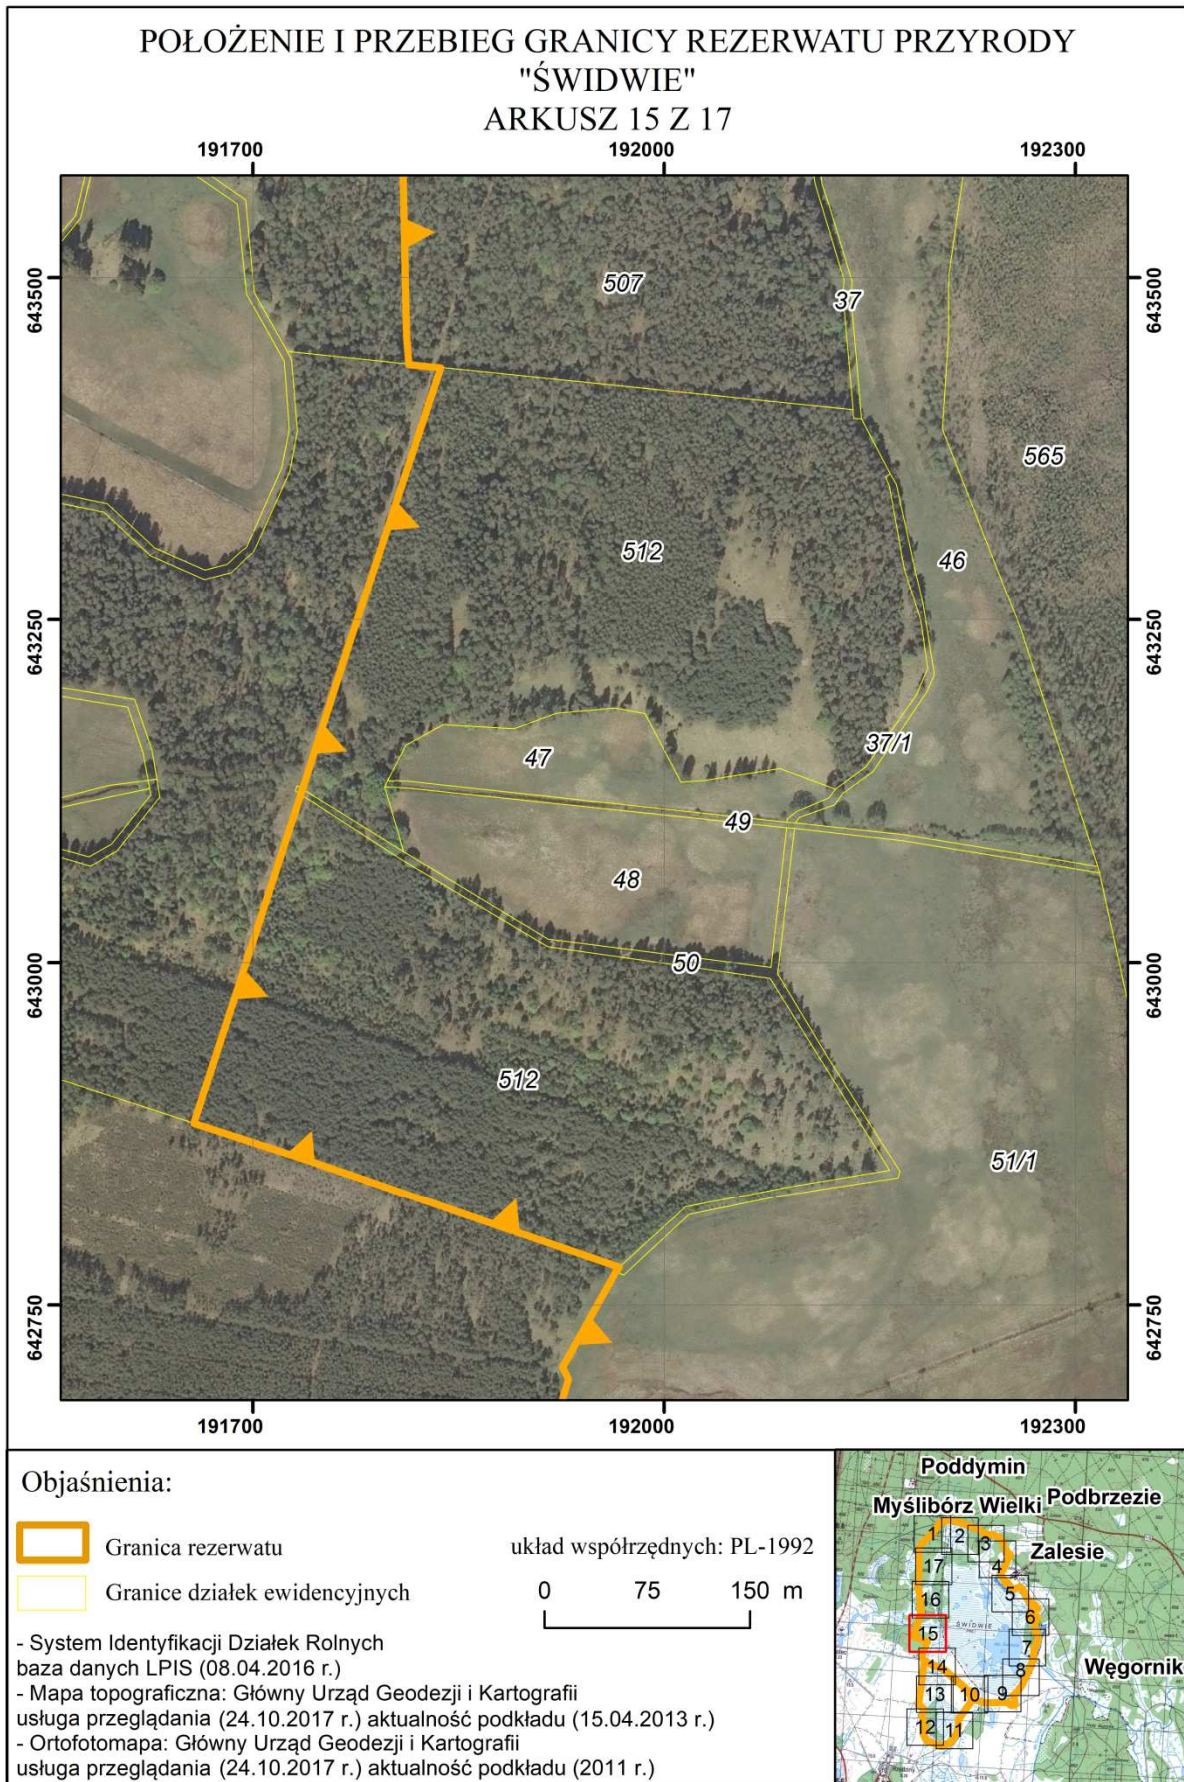 POŁOŻENIE I PRZEBIEG GRANICY REZERWATU PRZYRODY
"ŚWIDWIE"
ARKUSZ 15 Z 17
191700 192000 192300
643500 643500
643250 643250
643000 643000
642750 642750
507
37
565
512
46
37/1
47
49
48
50
512
51/1
191700 192000 192300
Objaśnienia:
Granica rezerwatu
Granice działek ewidencyjnych
układ współrzędnych: PL-1992
0 75 150 m
- System Identyfikacji Działek Rolnych
baza danych LPIS (08.04.2016 r.)
- Mapa topograficzna: Główny Urząd Geodezji i Kartografii
usługa przeglądania (24.10.2017 r.) aktualność podkładu (15.04.2013 r.)
- Ortofotomapa: Główny Urząd Geodezji i Kartografii
usługa przeglądania (24.10.2017 r.) aktualność podkładu (2011 r.)
Poddymin
Myślibórz Wielki
Podbrzezie
Zalesie
Węgornik
ŚWIDWIE
1
2
3
4
5
6
7
8
9
10
11
12
13
14
15
16
17